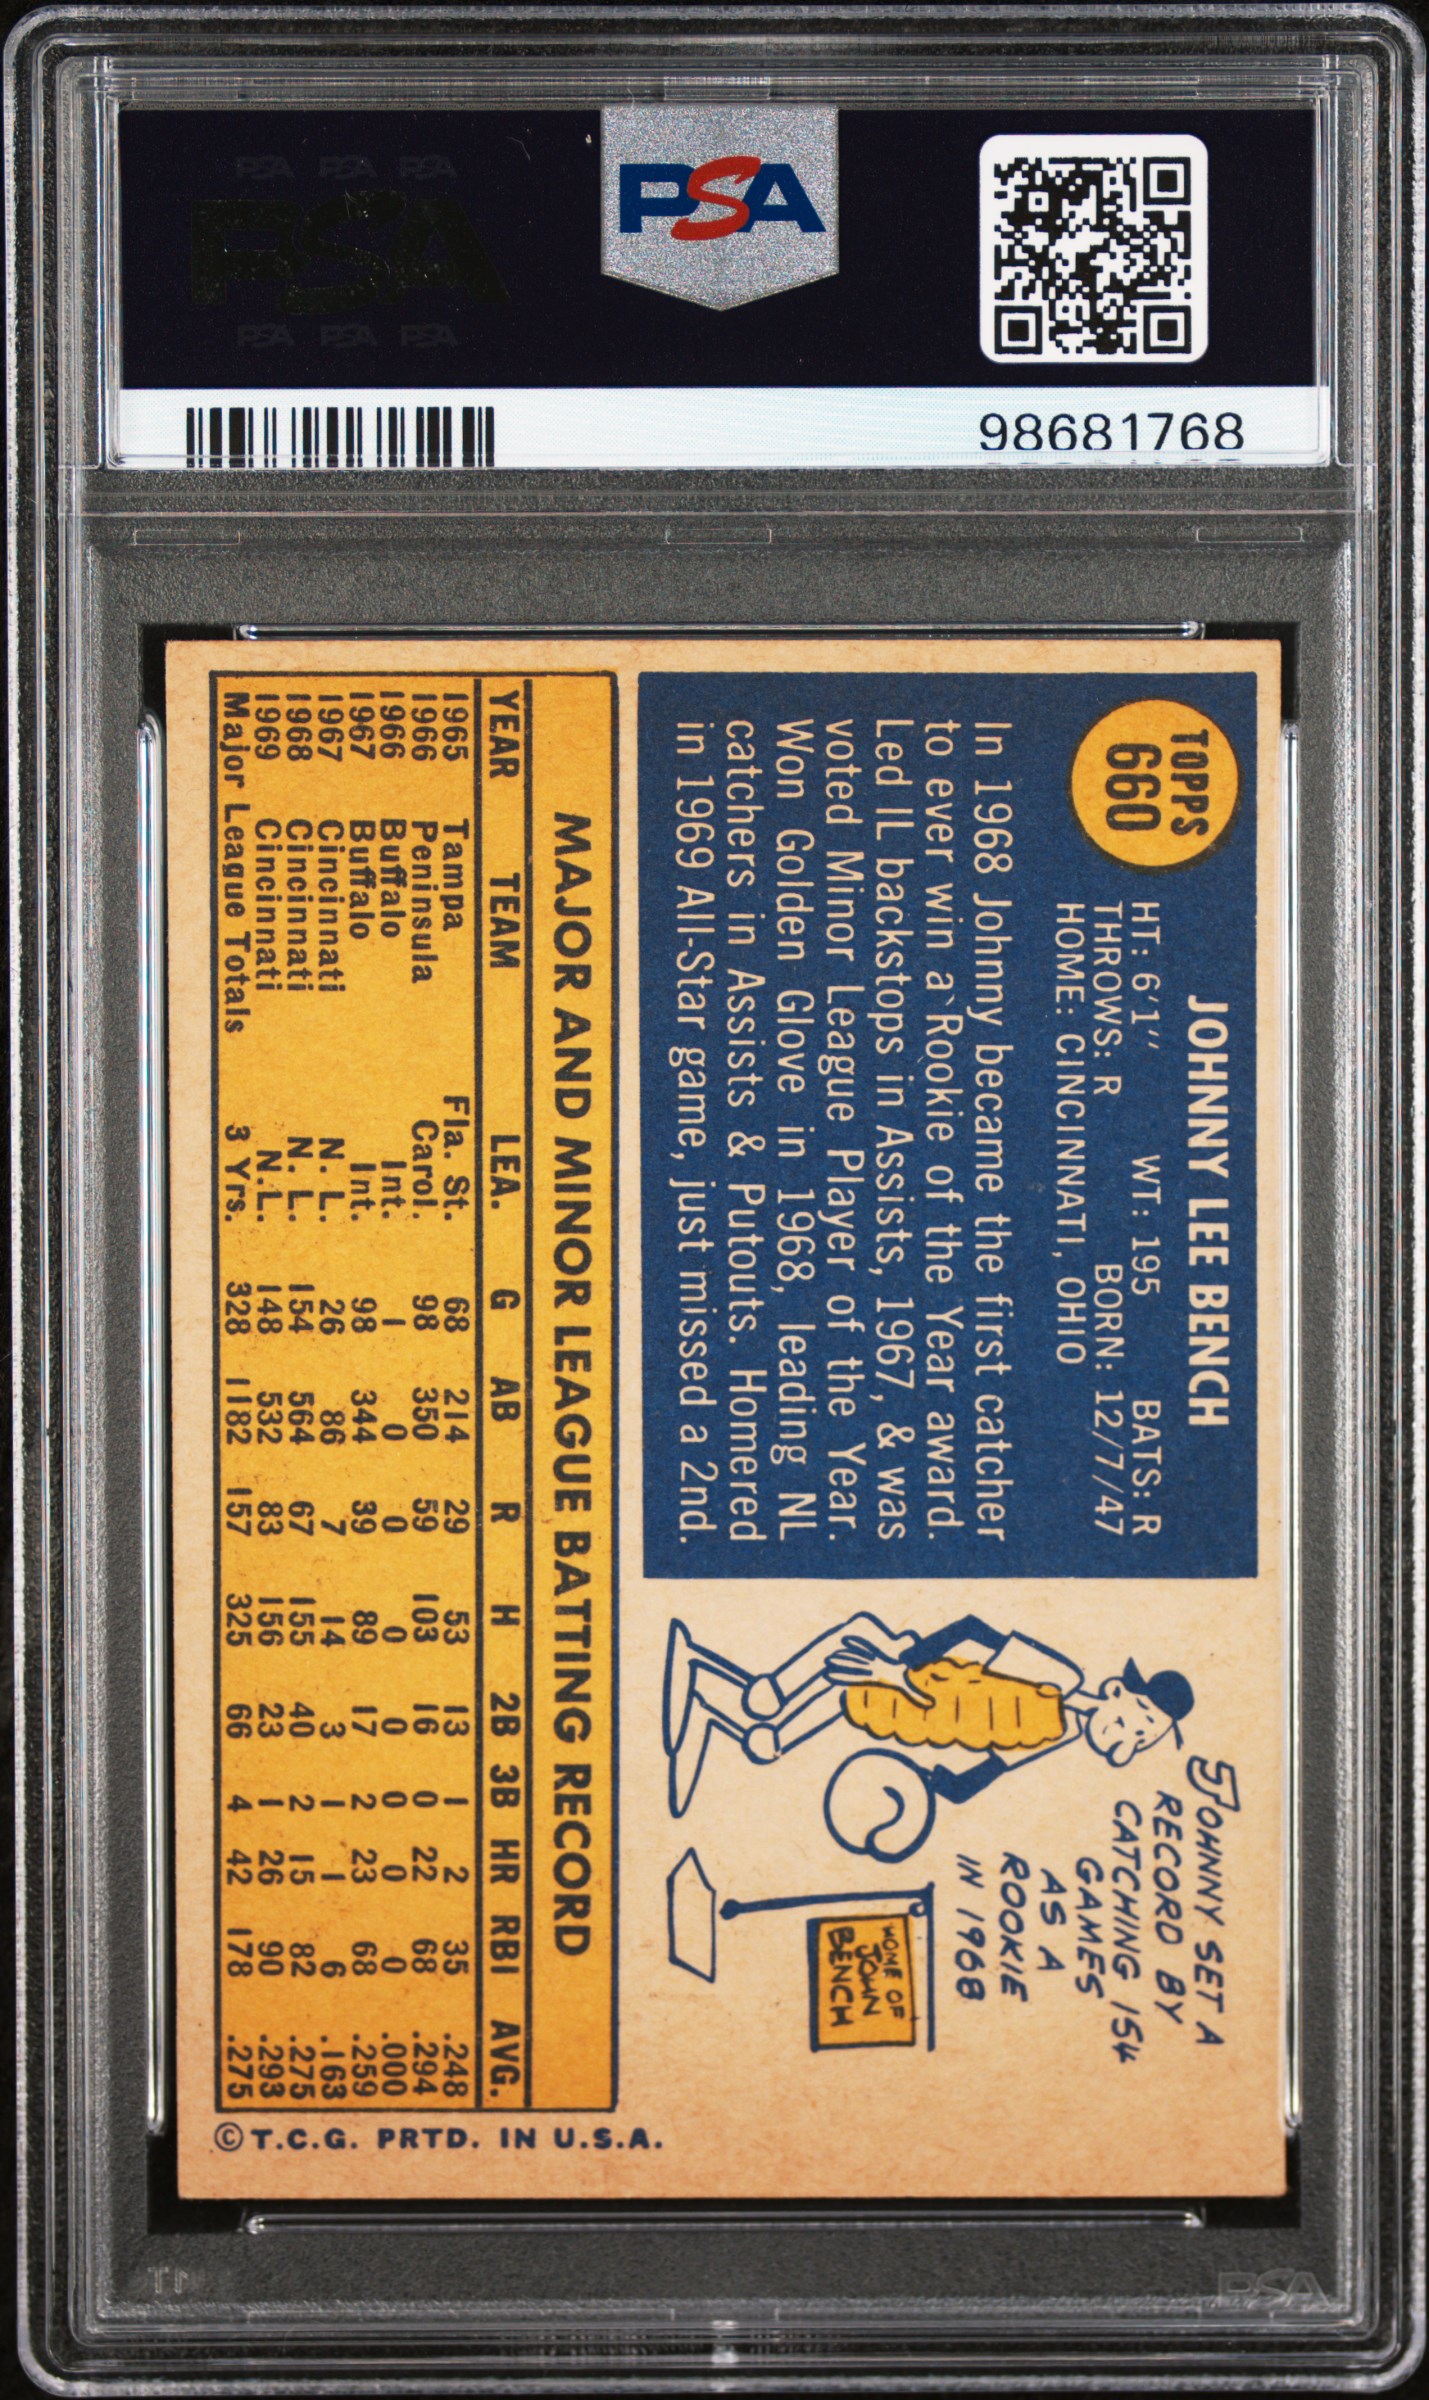 PSA PSA PSA
PSA
PSA PSA PSA
PSA
98681768
TOPPS
660
JOHNNY LEE BENCH
HT: 6'1" WT: 195 BATS: R
THROWS: R BORN: 12/7/47
HOME: CINCINNATI, OHIO
In 1968 Johnny became the first catcher
to ever win a Rookie of the Year award.
Led IL backstops in Assists, 1967, & was
voted Minor League Player of the Year.
Won Golden Glove in 1968, leading NL
catchers in Assists & Putouts. Homered
in 1969 All-Star game, just missed a 2nd.
JOHNNY SET A
RECORD BY
CATCHING 154
GAMES
AS A
ROOKIE
IN 1968
HOME OF
JOHN
BENCH
MAJOR AND MINOR LEAGUE BATTING RECORD
YEAR TEAM LEA. G AB R H 2B 3B HR RBI AVG.
1965 Tampa Fla. St. 68 214 29 53 13 1 2 35 .248
1966 Peninsula Carol. 98 350 59 103 16 0 22 68 .294
1966 Buffalo Int. 1 0 0 0 0 0 0 0 .000
1967 Buffalo Int. 98 344 39 89 17 2 23 68 .259
1967 Cincinnati N. L. 26 86 7 14 3 1 1 6 .163
1968 Cincinnati N. L. 154 564 67 155 40 2 15 82 .275
1969 Cincinnati N.L. 148 532 83 156 23 1 26 90 .293
Major League Totals 3 Yrs. 328 1182 157 325 66 4 42 178 .275
© T.C.G. PRTD. IN U.S.A.
PSA